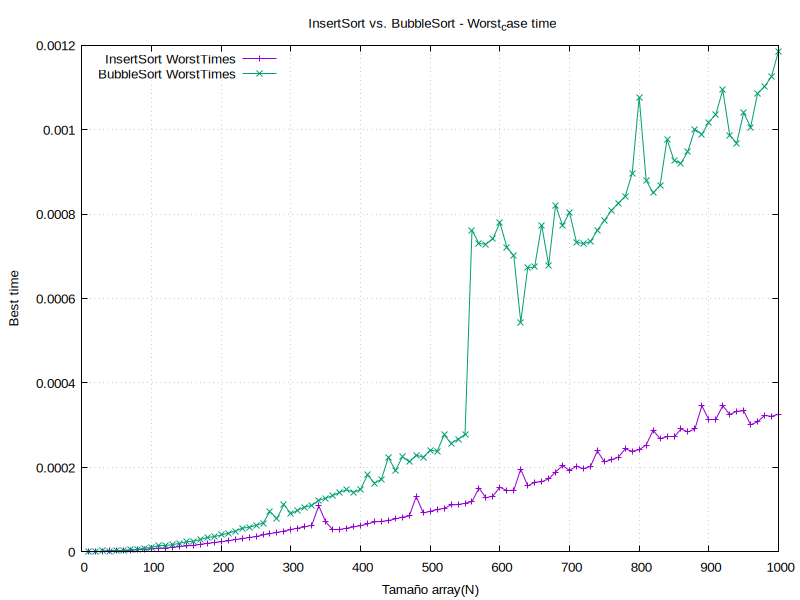 InsertSort vs. BubbleSort - Worstcase time
InsertSort WorstTimes
BubbleSort WorstTimes
0.0012
0.001
0.0008
0.0006
0.0004
0.0002
0
Best time
0 100 200 300 400 500 600 700 800 900 1000
Tamaño array(N)